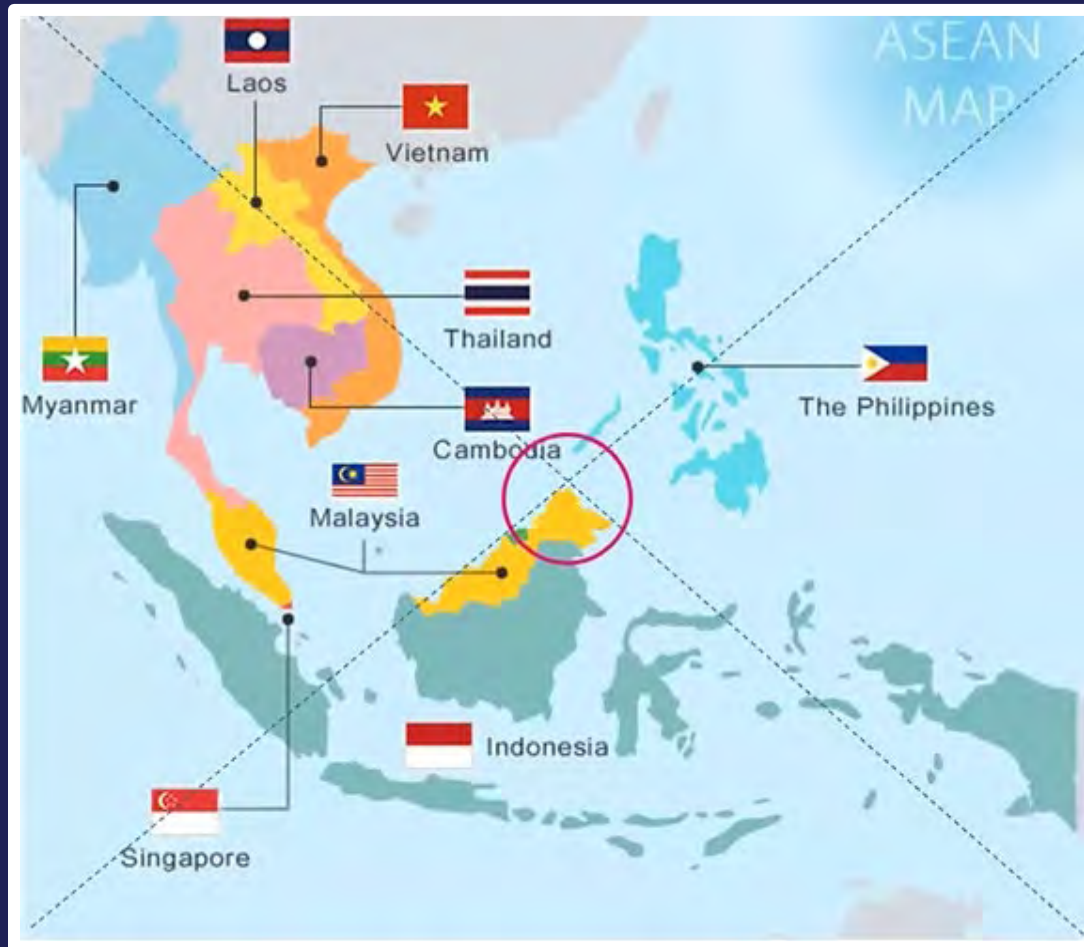 ASEAN
MAP
Laos
Vietnam
Thailand
Myanmar
The Philippines
Cambodia
Malaysia
Indonesia
Singapore